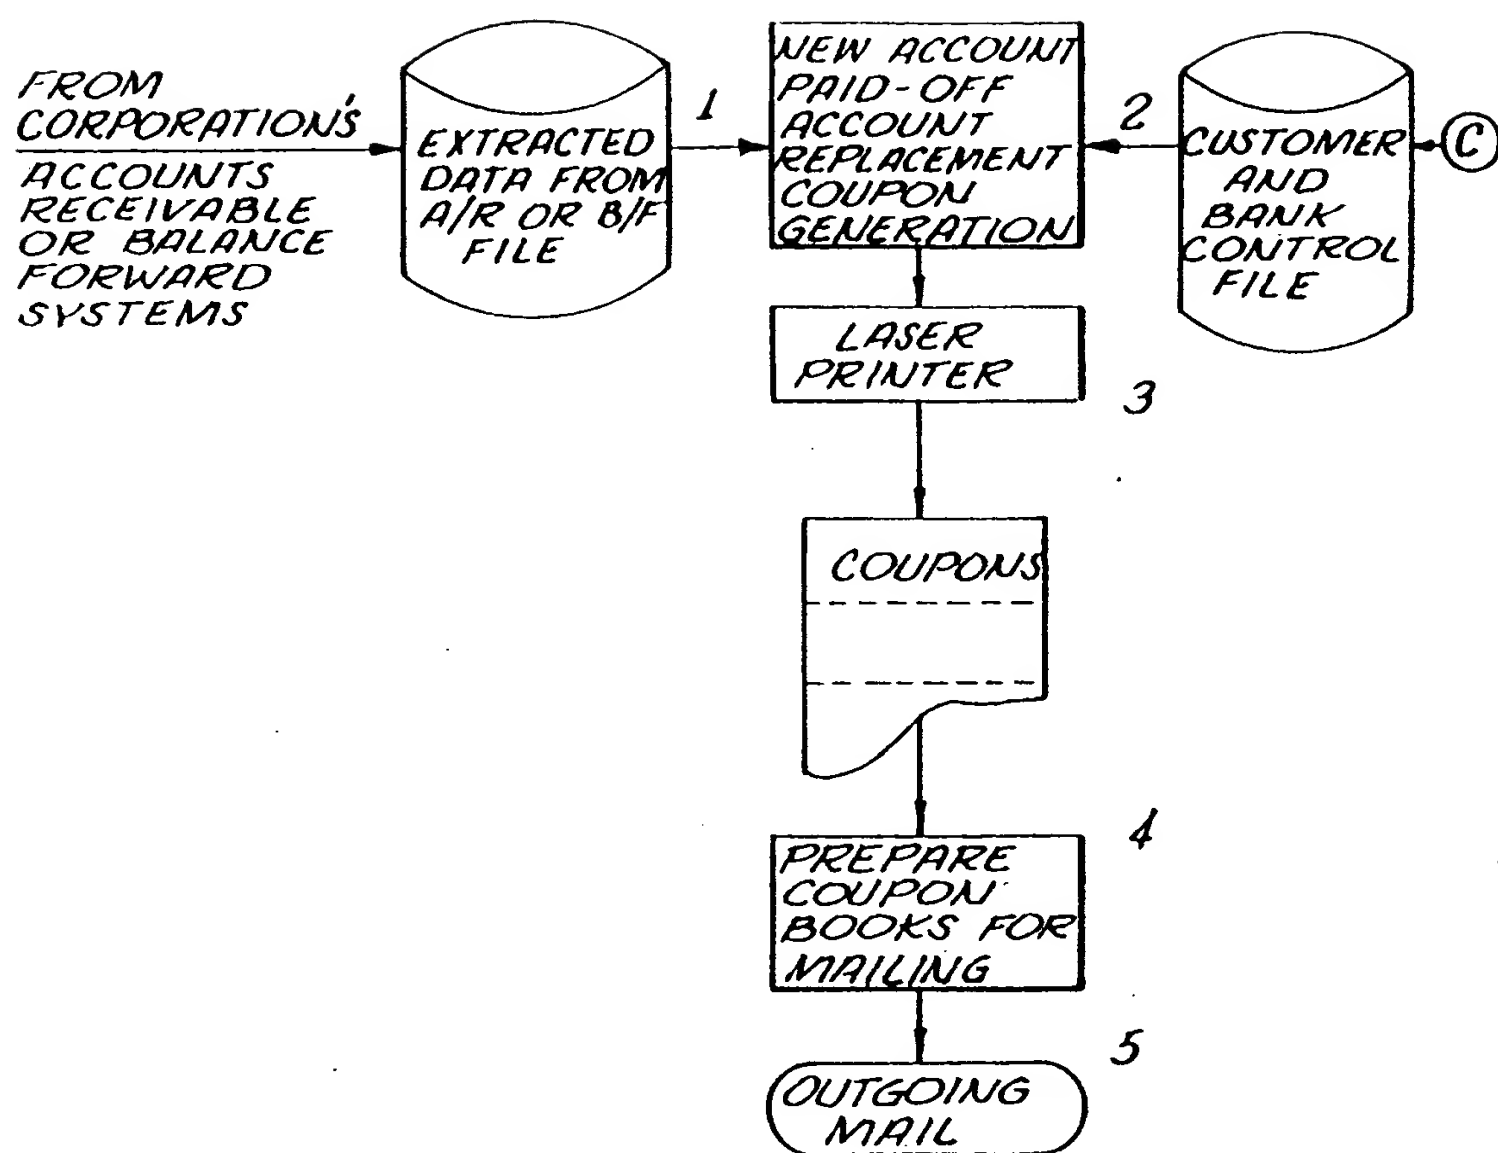 FROM
CORPORATION'S
ACCOUNTS
RECEIVABLE
OR BALANCE
FORWARD
SYSTEMS
EXTRACTED
DATA FROM
A/R OR B/F
FILE
1
NEW ACCOUNT
PAID-OFF
ACCOUNT
REPLACEMENT
COUPON
GENERATION
2
CUSTOMER
AND
BANK
CONTROL
FILE
C
LASER
PRINTER
3
COUPONS
4
PREPARE
COUPON
BOOKS FOR
MAILING
5
OUTGOING
MAIL